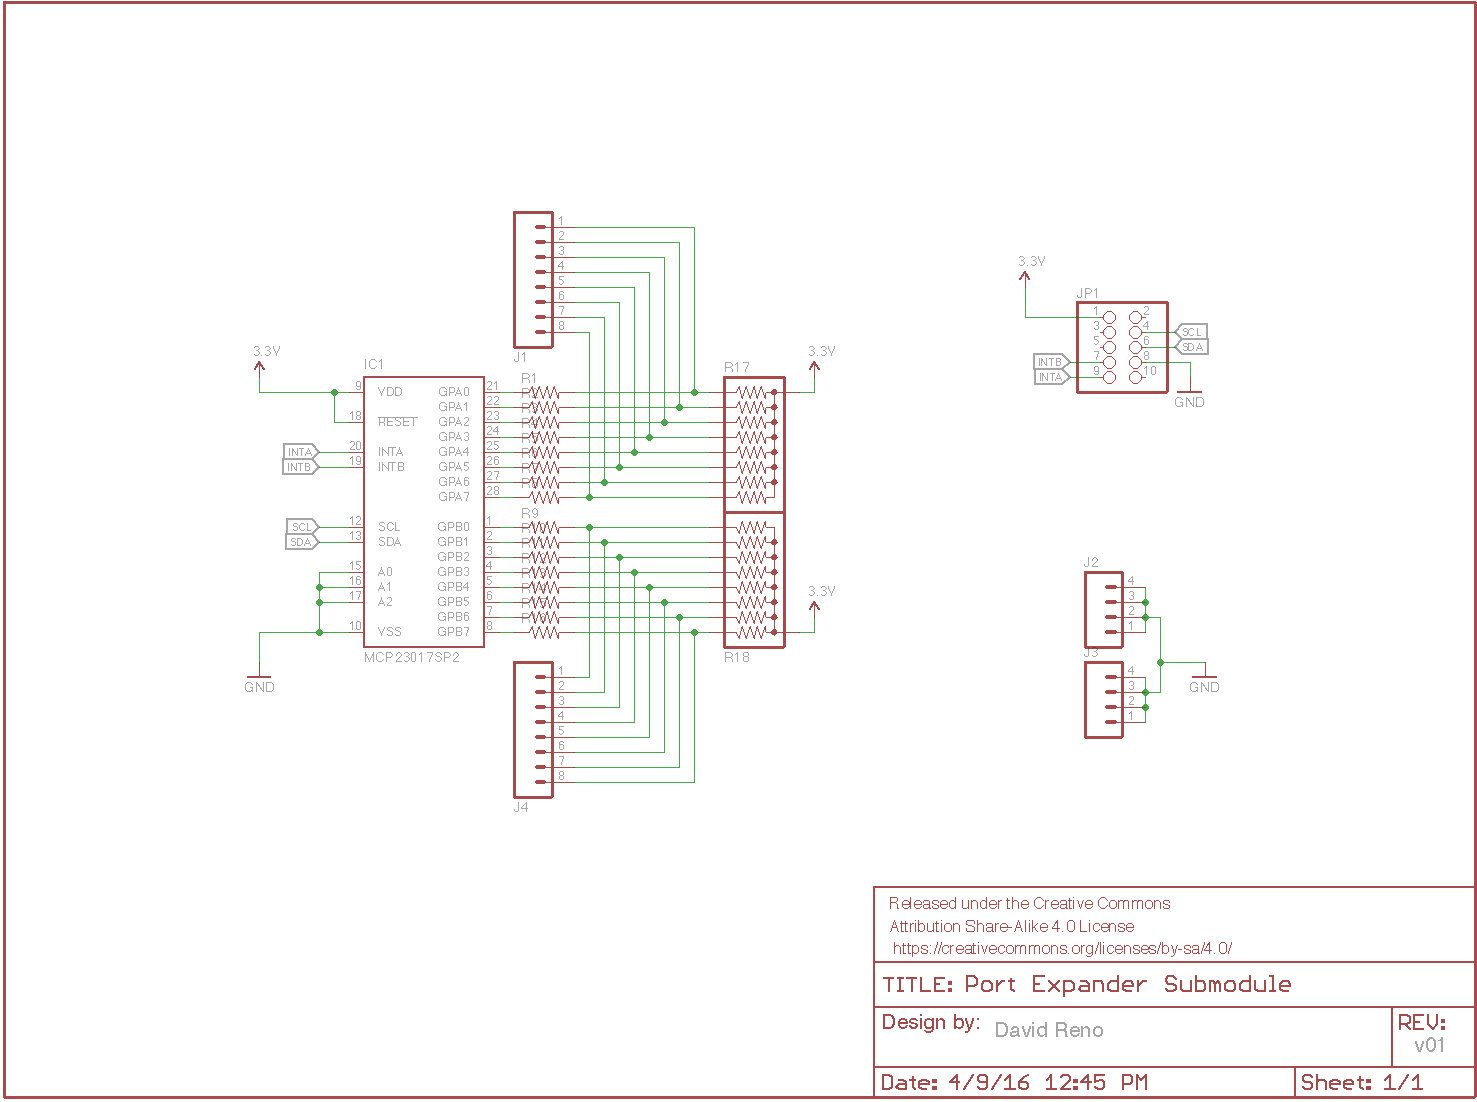 1
2
3
4
5
6
7
8
J1
3.3V
IC1
9 VDD
18 RESET
20 INTA
19 INTB
12 SCL
13 SDA
15 A0
16 A1
17 A2
10 VSS
INTA
INTB
SCL
SDA
GND
MCP23017SP2
GPA0 21
GPA1 22
GPA2 23
GPA3 24
GPA4 25
GPA5 26
GPA6 27
GPA7 28
GPB0 1
GPB1 2
GPB2 3
GPB3 4
GPB4 5
GPB5 6
GPB6 7
GPB7 8
R1
R9
R17
3.3V
3.3V
R18
1
2
3
4
5
6
7
8
J4
3.3V
JP1
1 2
3 4
5 6
7 8
9 10
SCL
SDA
INTB
INTA
GND
J2
4
3
2
1
J3
4
3
2
1
GND
Released under the Creative Commons
Attribution Share-Alike 4.0 License
https://creativecommons.org/licenses/by-sa/4.0/
TITLE: Port Expander Submodule
Design by: David Reno
REV:
v01
Date: 4/9/16 12:45 PM
Sheet: 1/1